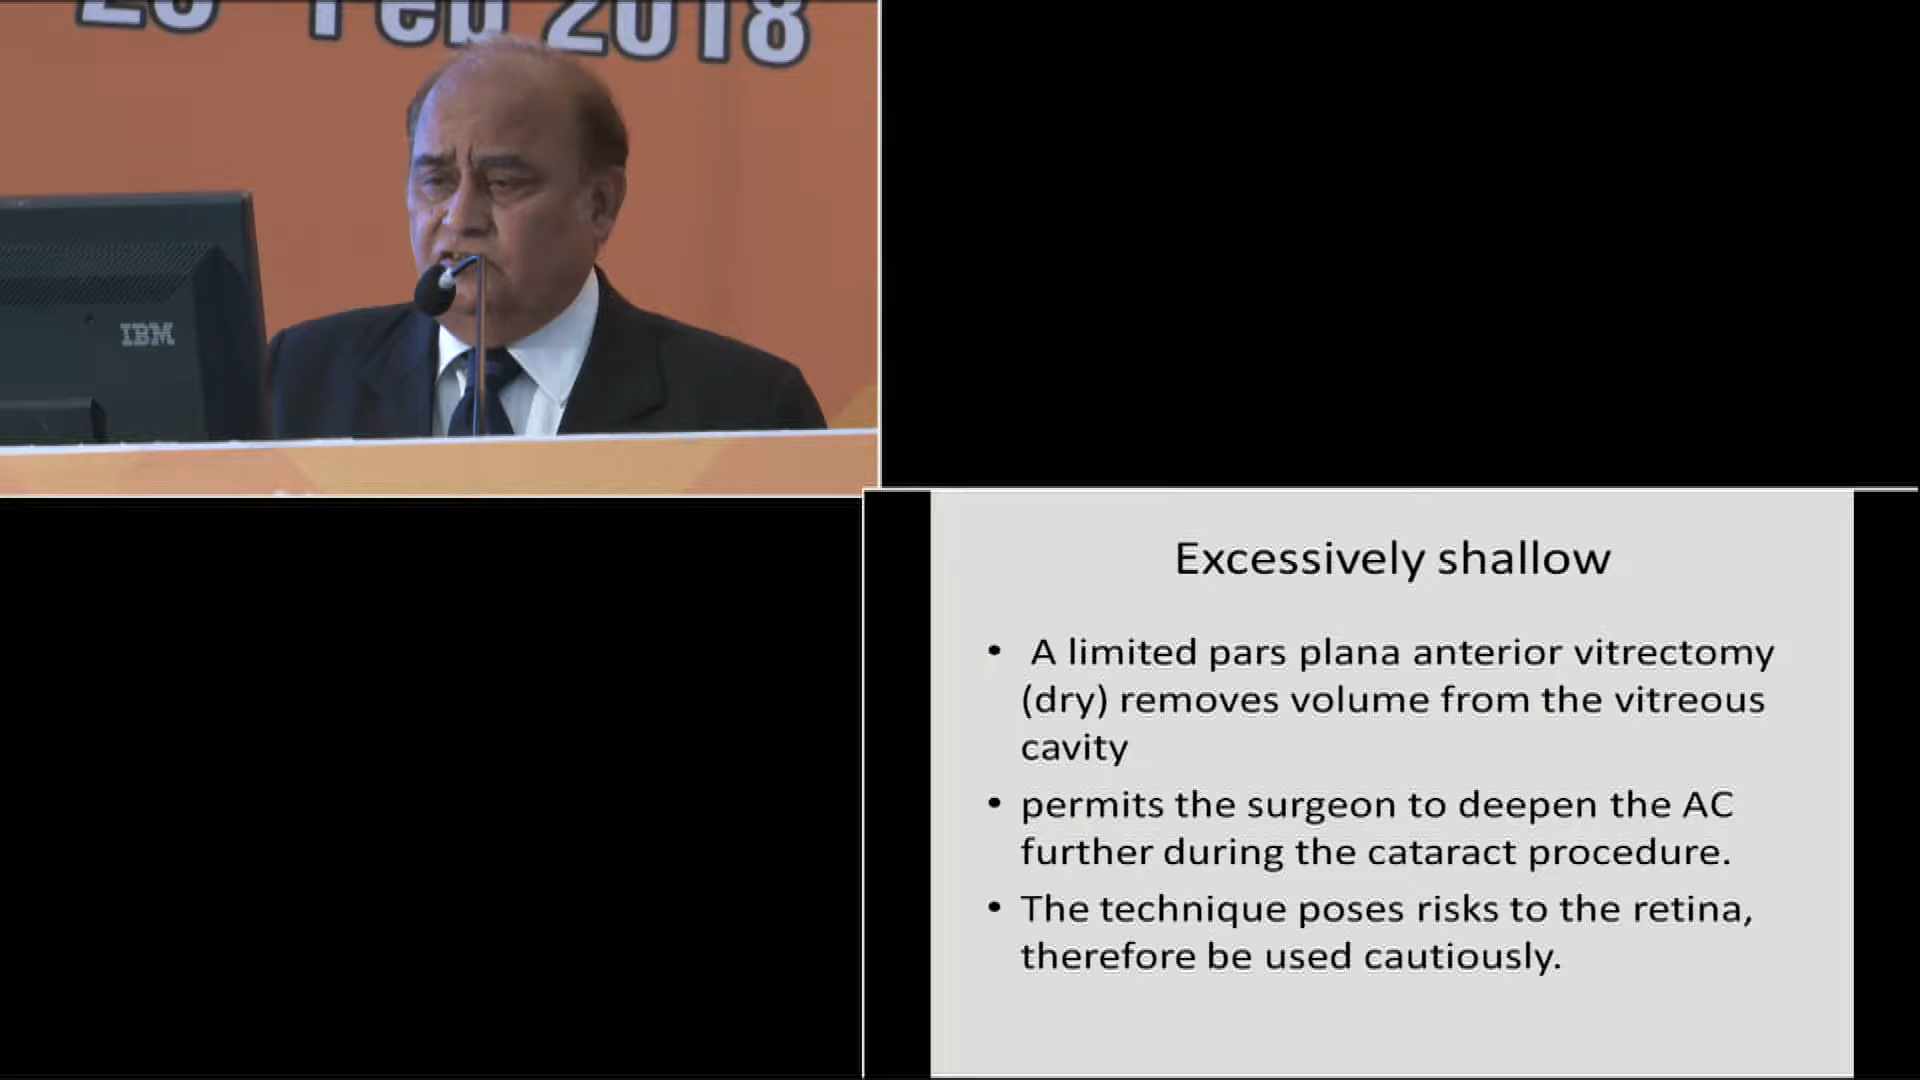 Feb 2018
IBM
Excessively shallow
• A limited pars plana anterior vitrectomy
(dry) removes volume from the vitreous
cavity
• permits the surgeon to deepen the AC
further during the cataract procedure.
• The technique poses risks to the retina,
therefore be used cautiously.